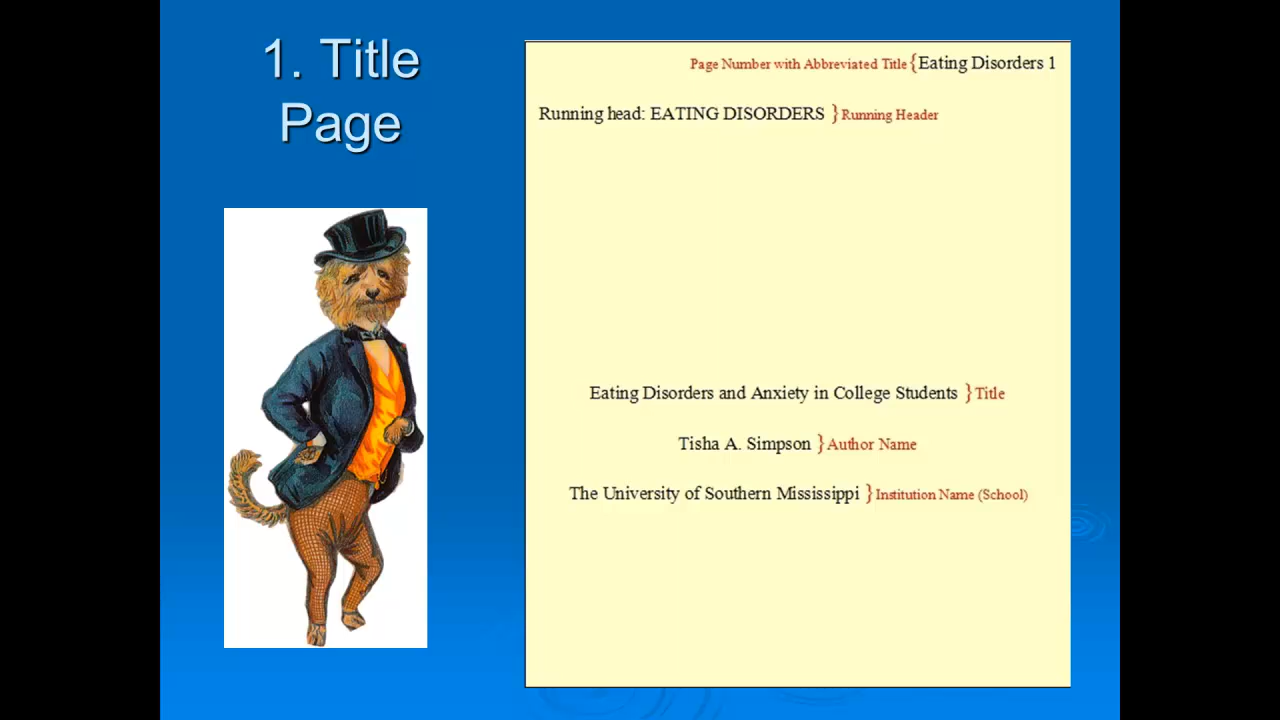 1. Title
Page
Page Number with Abbreviated Title { Eating Disorders 1
Running head: EATING DISORDERS } Running Header
Eating Disorders and Anxiety in College Students } Title
Tisha A. Simpson } Author Name
The University of Southern Mississippi } Institution Name (School)